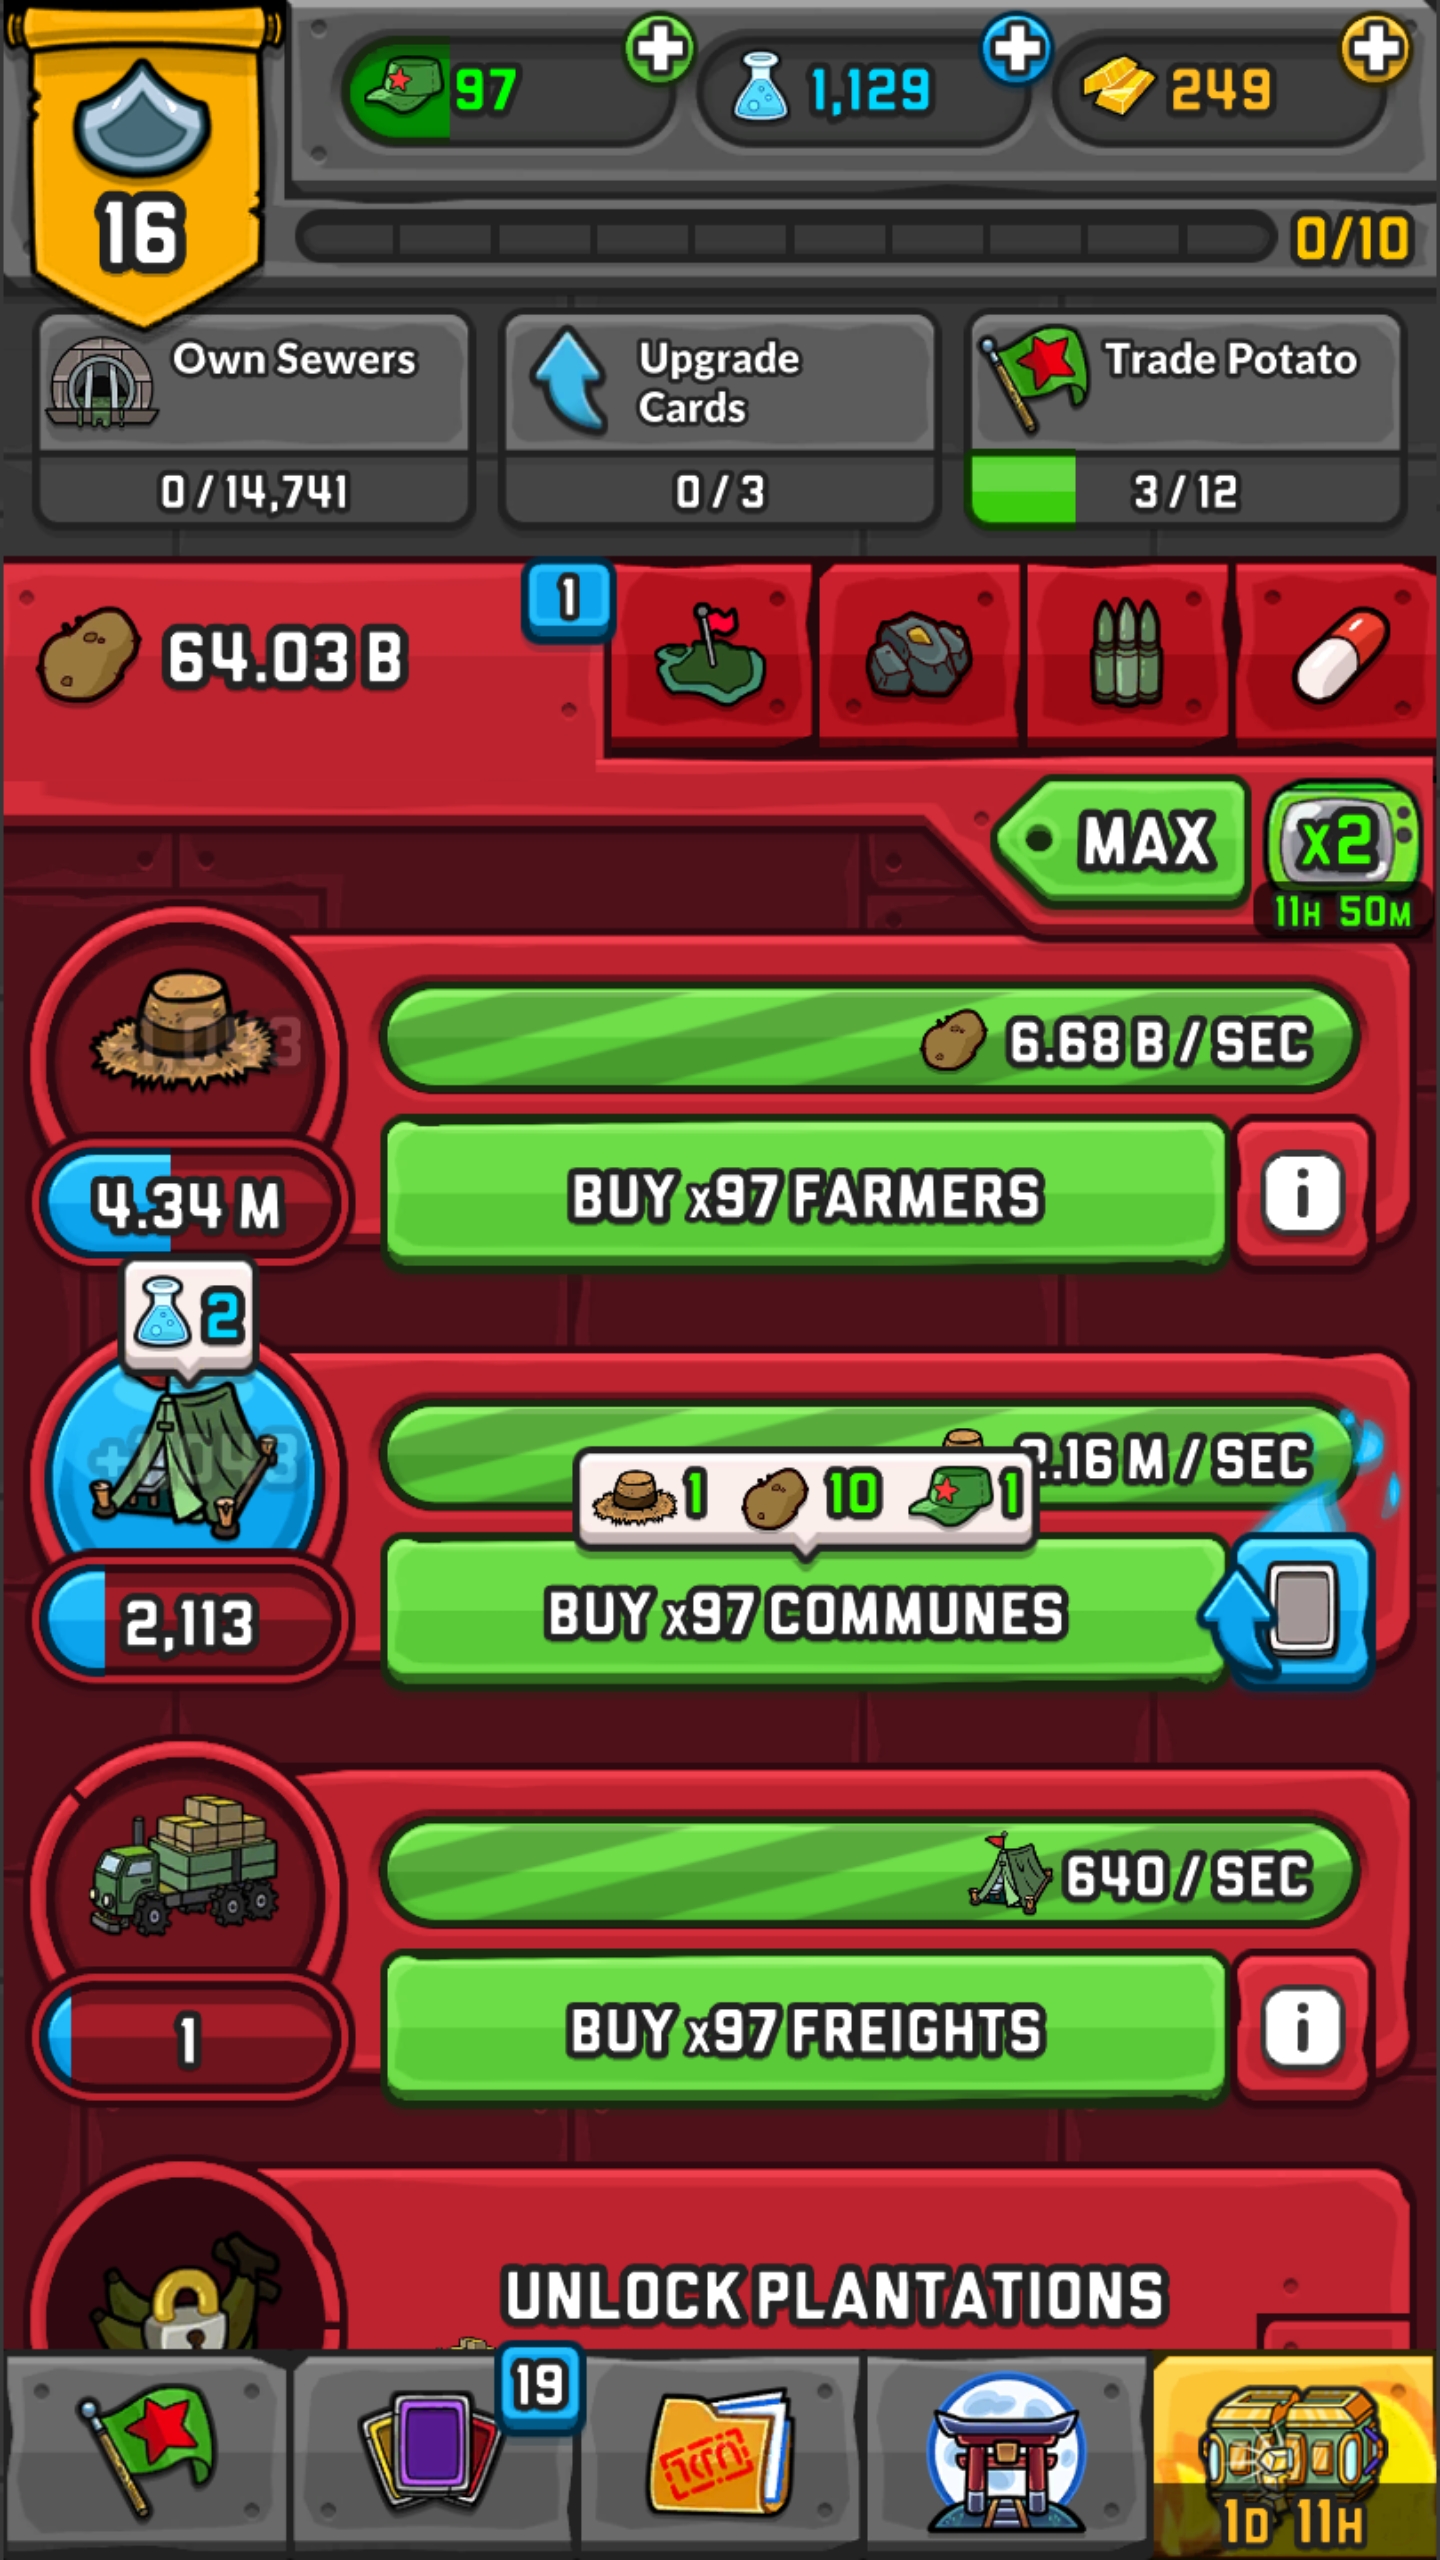 97
1,129
249
16
0/10
Own Sewers
0 / 14,741
Upgrade
Cards
0 / 3
Trade Potato
3 / 12
64.03 B
1
MAX
x2
11H 50M
6.68 B / SEC
4.34 M
BUY x97 FARMERS
2
.16 M / SEC
1
10
1
2,113
BUY x97 COMMUNES
640 / SEC
1
BUY x97 FREIGHTS
UNLOCK PLANTATIONS
19
1D 11H